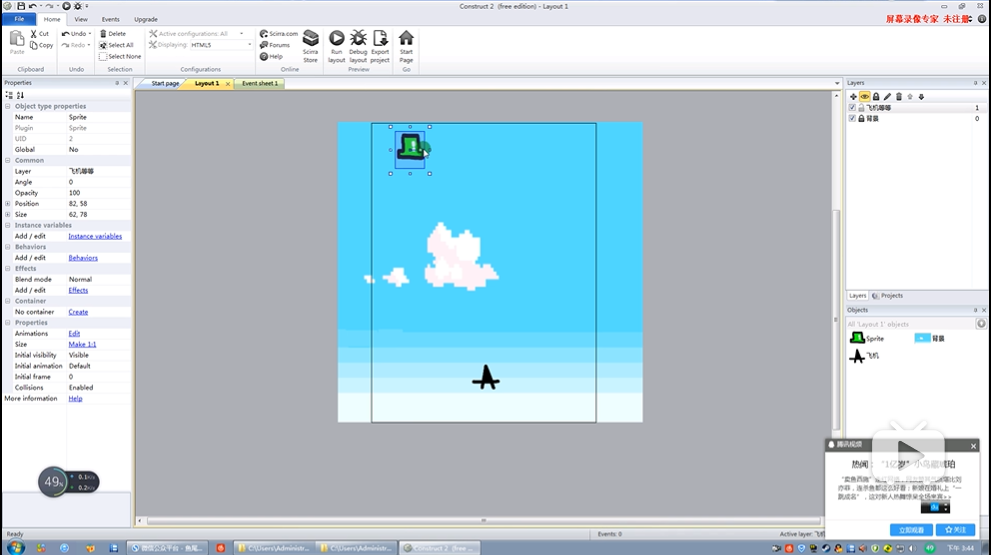 Construct 2 (free edition) - Layout 1
File Home View Events Upgrade
屏幕录像专家 未注册
Paste Cut Copy
Clipboard
Undo Redo
Undo
Delete Select All Select None
Selection
Active configurations: All
Displaying: HTML5
Configurations
Scirra.com Forums Help Scirra Store
Online
Run layout Debug layout Export project
Preview
Start Page
Go
Properties
Start page Layout 1 Event sheet 1
Object type properties
Name Sprite
Plugin Sprite
UID 2
Global No
Common
Layer 飞机等等
Angle 0
Opacity 100
Position 82, 58
Size 62, 78
Instance variables
Add / edit Instance variables
Behaviors
Add / edit Behaviors
Effects
Blend mode Normal
Add / edit Effects
Container
No container Create
Properties
Animations Edit
Size Make 1:1
Initial visibility Visible
Initial animation Default
Initial frame 0
Collisions Enabled
More information Help
Layers
飞机等等 1
背景 0
Layers Projects
Objects
All 'Layout 1' objects
Sprite 背景
飞机
腾讯视频
热闻:"1亿岁"小鸟藏琥珀
立即观看 关注
49%
0.1K/s
0.2K/s
Ready Events: 0 Active layer: 飞
微信公众平台 - 鱼尾 C:\Users\Administr... C:\Users\Administr... Construct 2 (free ...
49 下午 3:44